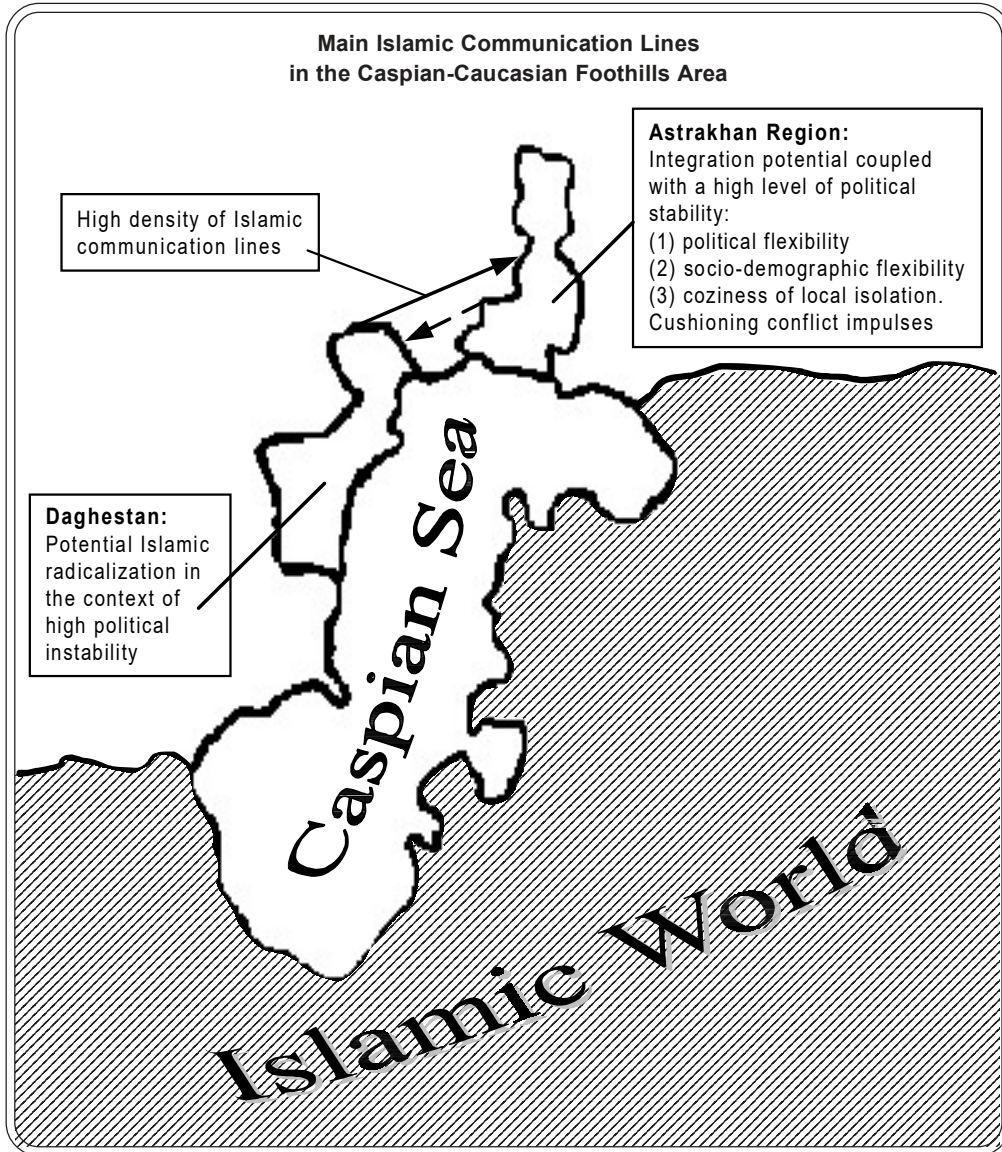 Main Islamic Communication Lines
in the Caspian-Caucasian Foothills Area
Astrakhan Region:
Integration potential coupled
with a high level of political
stability:
(1) political flexibility
(2) socio-demographic flexibility
(3) coziness of local isolation.
Cushioning conflict impulses
High density of Islamic
communication lines
Daghestan:
Potential Islamic
radicalization in
the context of
high political
instability
Caspian Sea
Islamic World